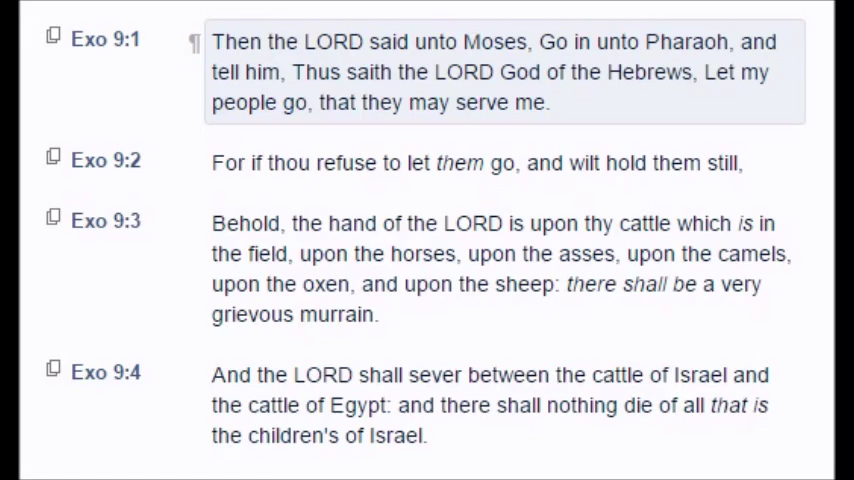 Exo 9:1 ¶ Then the LORD said unto Moses, Go in unto Pharaoh, and
tell him, Thus saith the LORD God of the Hebrews, Let my
people go, that they may serve me.
Exo 9:2 For if thou refuse to let them go, and wilt hold them still,
Exo 9:3 Behold, the hand of the LORD is upon thy cattle which is in
the field, upon the horses, upon the asses, upon the camels,
upon the oxen, and upon the sheep: there shall be a very
grievous murrain.
Exo 9:4 And the LORD shall sever between the cattle of Israel and
the cattle of Egypt: and there shall nothing die of all that is
the children's of Israel.